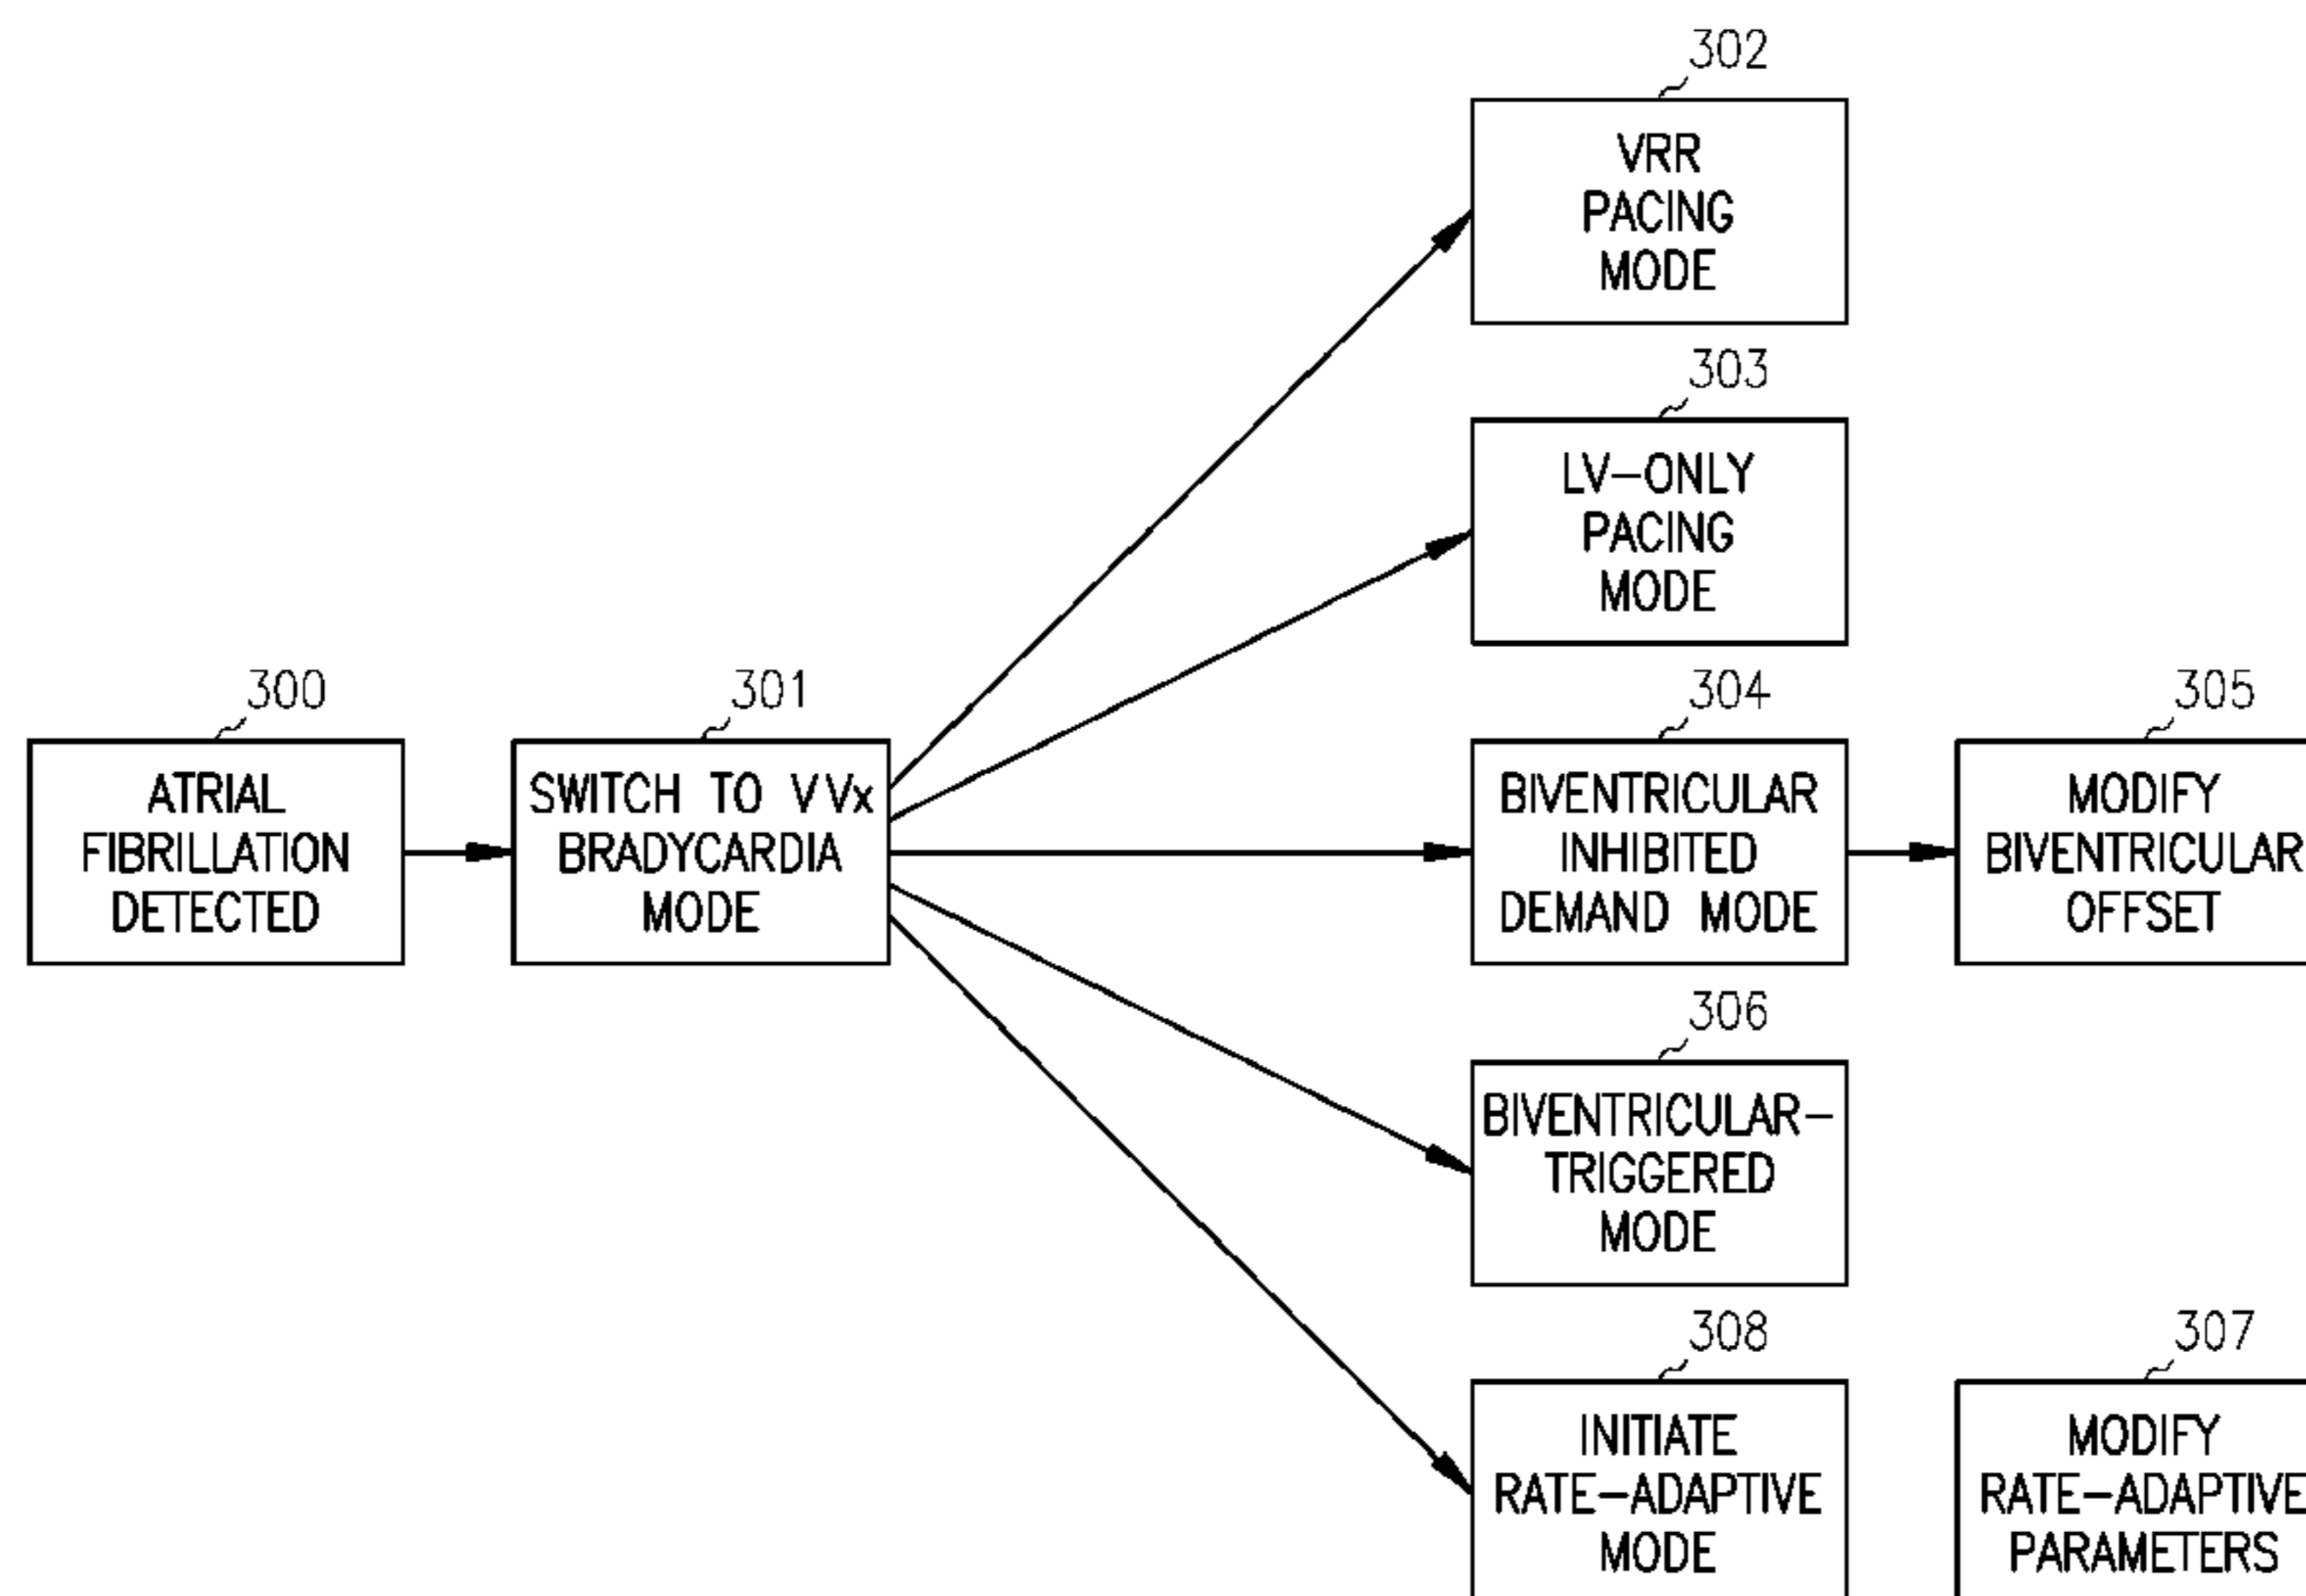 302
VRR
PACING
MODE
303
LV-ONLY
PACING
MODE
300
ATRIAL
FIBRILLATION
DETECTED
301
SWITCH TO VVx
BRADYCARDIA
MODE
304
BIVENTRICULAR
INHIBITED
DEMAND MODE
305
MODIFY
BIVENTRICULAR
OFFSET
306
BIVENTRICULAR-
TRIGGERED
MODE
308
INITIATE
RATE-ADAPTIVE
MODE
307
MODIFY
RATE-ADAPTIVE
PARAMETERS